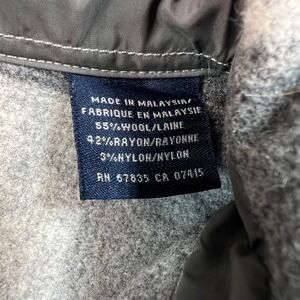 MADE IN MALAYSIA/
FABRIQUE EN MALAYSIE
55%WOOL/LAINE
42%RAYON/RAYONNE
3%NYLON/NYLON
RN 67835 CA 07415